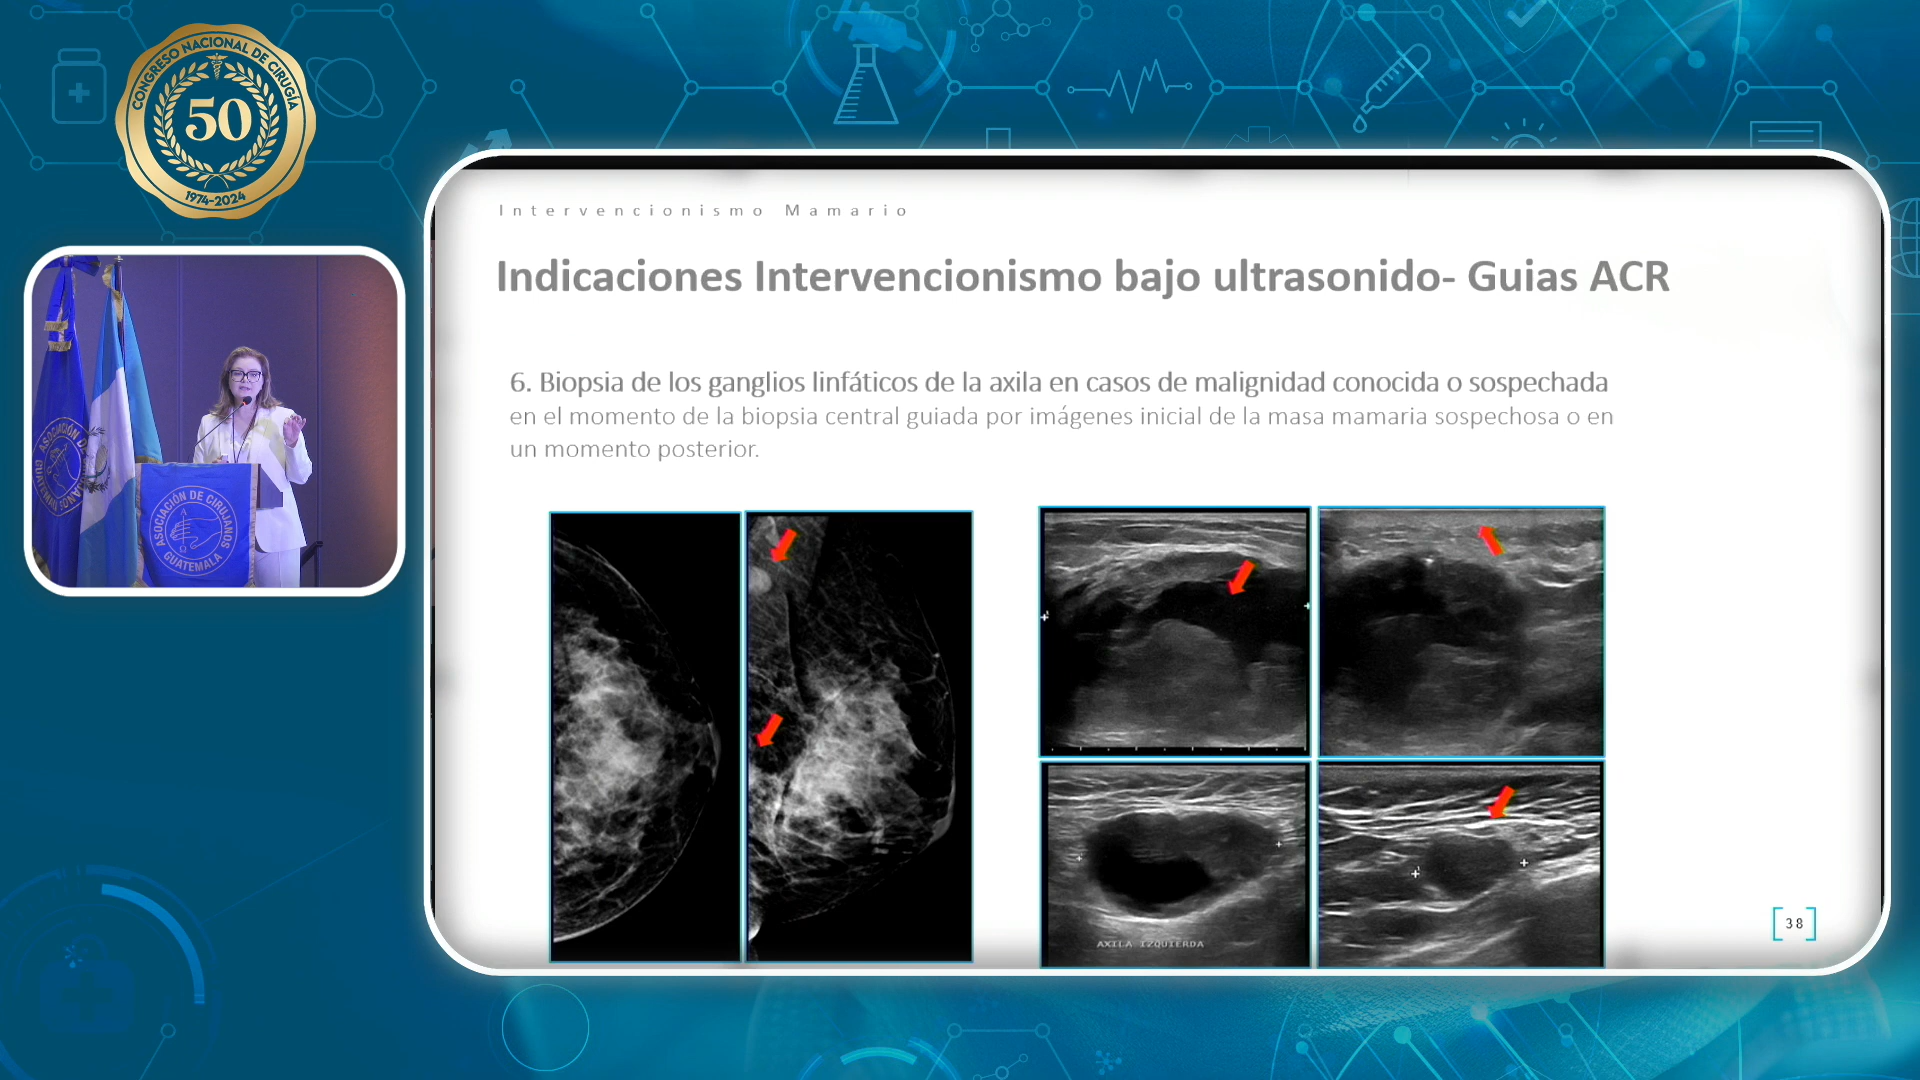 CONGRESO NACIONAL DE CIRUGÍA
50
1974-2024
Intervencionismo Mamario
Indicaciones Intervencionismo bajo ultrasonido- Guias ACR
6. Biopsia de los ganglios linfáticos de la axila en casos de malignidad conocida o sospechada
en el momento de la biopsia central guiada por imágenes inicial de la masa mamaria sospechosa o en
un momento posterior.
ASOCIACIÓN DE CIRUJANOS
GUATEMALA
AXILA IZQUIERDA
38